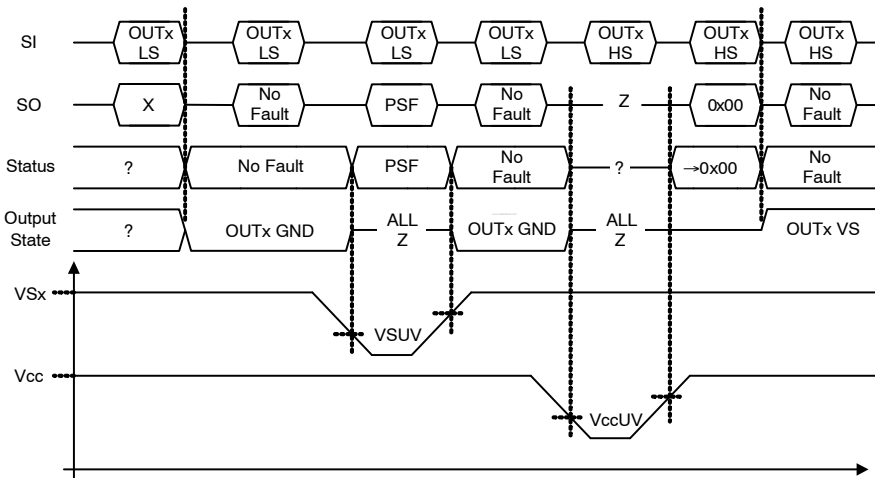 SI
OUTx
LS
OUTx
LS
OUTx
LS
OUTx
LS
OUTx
HS
OUTx
HS
OUTx
HS
SO
X
No
Fault
PSF
No
Fault
Z
0x00
No
Fault
Status
?
No Fault
PSF
No
Fault
?
→0x00
No
Fault
Output
State
?
OUTx GND
ALL
Z
OUTx GND
ALL
Z
OUTx VS
VSx
VSUV
Vcc
VccUV